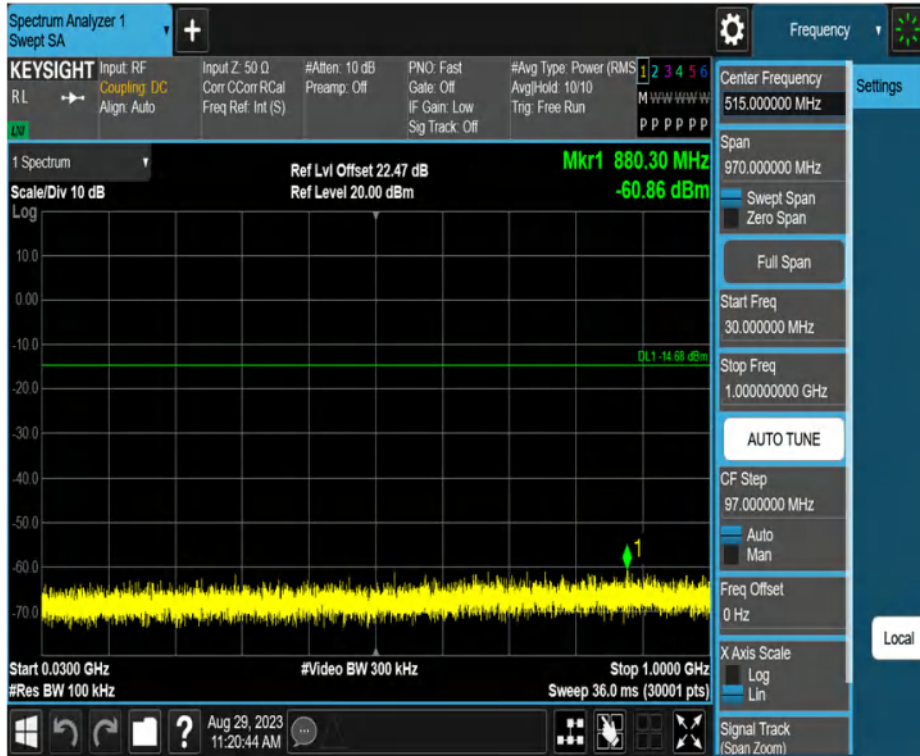 Spectrum Analyzer 1
Swept SA
+
Frequency
KEYSIGHT
RL
LXI
Input: RF
Coupling: DC
Align: Auto
Input Z: 50 Ω
Corr CCorr RCal
Freq Ref: Int (S)
#Atten: 10 dB
Preamp: Off
PNO: Fast
Gate: Off
IF Gain: Low
Sig Track: Off
#Avg Type: Power (RMS
Avg|Hold: 10/10
Trig: Free Run
1 2 3 4 5 6
M W W W W W
P P P P P P
1 Spectrum
Scale/Div 10 dB
Ref Lvl Offset 22.47 dB
Ref Level 20.00 dBm
Mkr1 880.30 MHz
-60.86 dBm
Log
10.0
0.00
-10.0
DL1 -14.68 dBm
-20.0
-30.0
-40.0
-50.0
1
-60.0
-70.0
Start 0.0300 GHz
#Res BW 100 kHz
#Video BW 300 kHz
Stop 1.0000 GHz
Sweep 36.0 ms (30001 pts)
?
Aug 29, 2023
11:20:44 AM
Center Frequency
515.000000 MHz
Span
970.000000 MHz
Swept Span
Zero Span
Full Span
Start Freq
30.000000 MHz
Stop Freq
1.000000000 GHz
AUTO TUNE
CF Step
97.000000 MHz
Auto
Man
Freq Offset
0 Hz
X Axis Scale
Log
Lin
Signal Track
(Span Zoom)
Settings
Local